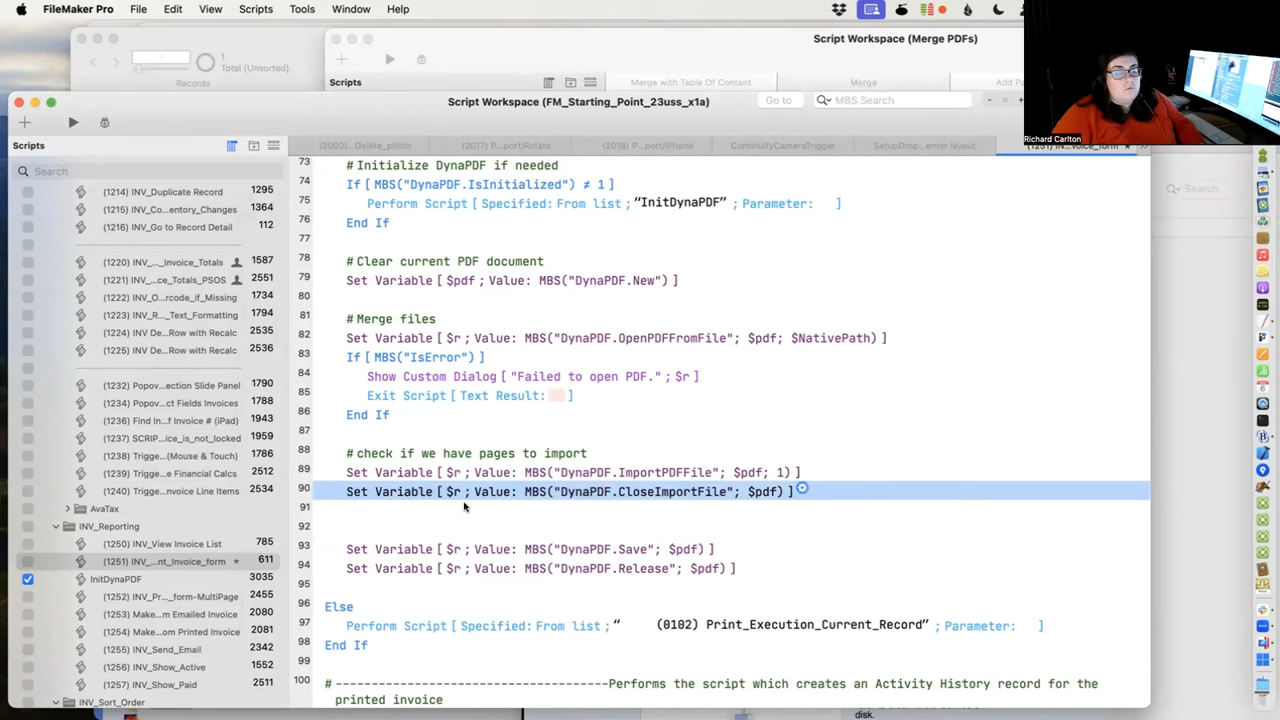 FileMaker Pro File Edit View Scripts Tools Window Help
1
Total (Unsorted)
Records
Script Workspace (Merge PDFs)
Scripts
Merge with Table Of Content Merge Add Pa
Richard Carlton
Script Workspace (FM_Starting_Point_23uss_x1a)
Go to
MBS Search
Scripts
(2000)..Delete_photo (2017) P...port/Rotate (2018) P...port/iPhone ContinuityCameraTrigger SetupDrop...enter layout (1251) IN...voice_form
Search
Search
(1214) INV_Duplicate Record 1295
(1215) INV_Co...entory_Changes 1364
(1216) INV_Go to Record Detail 112
(1220) ..._Invoice_Totals 1587
(1221) ...ce_Totals_PSOS 2551
(1222) INV_O...rcode_if_Missing 1734
(1223) INV_R..._Text_Formatting 1794
(1224) INV De...Row with Recalc 2535
(1225) INV De...Row with Recalc 2536
(1232) Popov...ection Slide Panel 1790
(1234) Popov...ct Fields Invoices 1788
(1236) Find In...f Invoice # (iPad) 1943
(1237) SCRIP...ice_is_not_locked 1959
(1238) Trigge...(Mouse & Touch) 1387
(1239) Trigge...e Financial Calcs 2512
(1240) Trigge...voice Line Items 2534
AvaTax
INV_Reporting
(1250) INV_View Invoice List 785
(1251) INV_...nt_Invoice_form * 611
InitDynaPDF 3035
(1252) INV_Pr..._form-MultiPage 2455
(1253) Make...m Emailed Invoice 2080
(1254) Make...om Printed Invoice 2081
(1255) INV_Send_Email 2342
(1256) INV_Show_Active 1552
(1257) INV_Show_Paid 2511
INV_Sort_Order
73 # Initialize DynaPDF if needed
74 If [ MBS("DynaPDF.IsInitialized") ≠ 1 ]
75 Perform Script [ Specified: From list ; “InitDynaPDF” ; Parameter: ]
76 End If
77
78 # Clear current PDF document
79 Set Variable [ $pdf ; Value: MBS("DynaPDF.New") ]
80
81 # Merge files
82 Set Variable [ $r ; Value: MBS("DynaPDF.OpenPDFFromFile"; $pdf; $NativePath) ]
83 If [ MBS("IsError") ]
84 Show Custom Dialog [ "Failed to open PDF." ; $r ]
85 Exit Script [ Text Result: ]
86 End If
87
88 # check if we have pages to import
89 Set Variable [ $r ; Value: MBS("DynaPDF.ImportPDFFile"; $pdf; 1) ]
90 Set Variable [ $r ; Value: MBS("DynaPDF.CloseImportFile"; $pdf) ]
91
92
93 Set Variable [ $r ; Value: MBS("DynaPDF.Save"; $pdf) ]
94 Set Variable [ $r ; Value: MBS("DynaPDF.Release"; $pdf) ]
95
96 Else
97 Perform Script [ Specified: From list ; “ (0102) Print_Execution_Current_Record” ; Parameter: ]
98 End If
99
100 # -------------------------------------Performs the script which creates an Activity History record for the
printed invoice
disk.